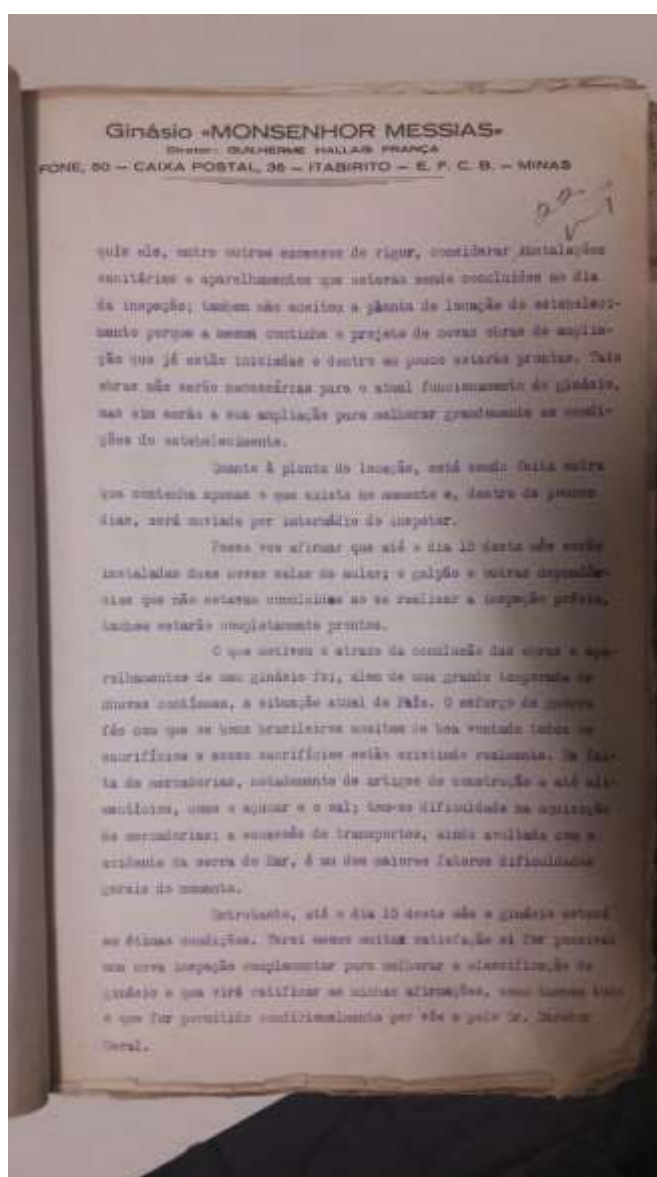 Ginásio «MONSENHOR MESSIAS»
Diretor: GUILHERME HALLAIS FRANÇA
FONE, 50 — CAIXA POSTAL, 36 — ITABIRITO — E. F. C. B. — MINAS
quis ele, entre outros excessos de rigor, considerar instalações
sanitárias e aparelhamentos que estavam sendo concluidos no dia
da inspeção; tambem não aceitou a planta de locação do estabeleci-
mento porque a mesma continha o projeto de novas obras de amplia-
ção que já estão iniciadas e dentro em pouco estarão prontas. Tais
obras não serão necessárias para o atual funcionamento do ginásio,
mas sim serão a sua ampliação para melhorar grandemente as condi-
ções do estabelecimento.
Quanto à planta de locação, está sendo feita outra
que contenha apenas o que existe no momento e, dentro de poucos
dias, será enviada por intermédio do inspetor.
Posso vos afirmar que até o dia 15 deste mês serão
instaladas duas novas salas de aulas; o galpão e outras dependên-
cias que não estavam concluidas ao se realizar a inspeção prévia,
tambem estarão completamente prontos.
O que motivou o atrazo da conclusão das obras e apa-
relhamentos de meu ginásio foi, alem de uma grande temporada de
chuvas contínuas, a situação atual do País. O esforço de guerra
fês com que os bons brasileiros aceitem de boa vontade todos os
sacrifícios e esses sacrifícios estão existindo realmente. Ha fal-
ta de mercadorias, notadamente de artigos de construção e até ali-
mentícios, como o açucar e o sal; tem-se dificuldade na aquisição
de mercadorias; a escassês de transportes, ainda avultada com o
acidente da serra do Mar, é um dos maiores fatores dificuldades
gerais do momento.
Entretanto, até o dia 15 deste mês o ginásio estará
em ótimas condições. Terei mesmo muita satisfação si for possivel
uma nova inspeção complementar para melhorar a classificação do
ginásio e que virá ratificar as minhas afirmações, como tambem tudo
o que for permitido condicionalmente por vós e pelo Sr. Diretor
Geral.